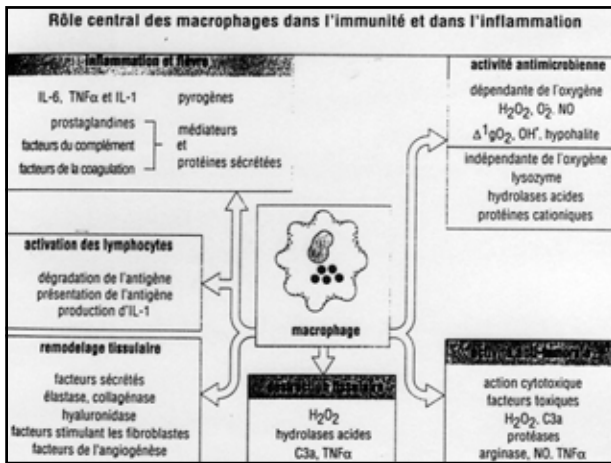 Rôle central des macrophages dans l'immunité et dans l'inflammation
inflammation et fièvre
IL-6, TNFα et IL-1 pyrogènes
prostaglandines
facteurs du complément
facteurs de la coagulation
médiateurs
et
protéines sécrétées
activité antimicrobienne
dépendante de l'oxygène
H2O2, O2⁻. NO
Δ¹gO2, OH˙, hypohalite
indépendante de l'oxygène
lysozyme
hydrolases acides
protéines cationiques
activation des lymphocytes
dégradation de l'antigène
présentation de l'antigène
production d'IL-1
macrophage
remodelage tissulaire
facteurs sécrétés
élastase, collagénase
hyaluronidase
facteurs stimulant les fibroblastes
facteurs de l'angiogénèse
H2O2
hydrolases acides
C3a, TNFα
action cytotoxique
facteurs toxiques
H2O2. C3a
protéases
arginase, NO. TNFα